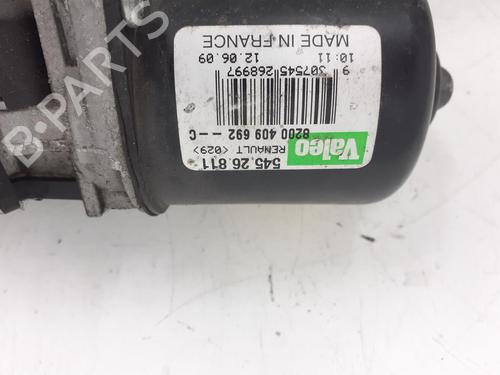 545.26.811
RENAULT <029>
Valeo
8200 409 692 -- C
9 307545 268997
12.06.09 10:11
MADE IN FRANCE
B-PARTS